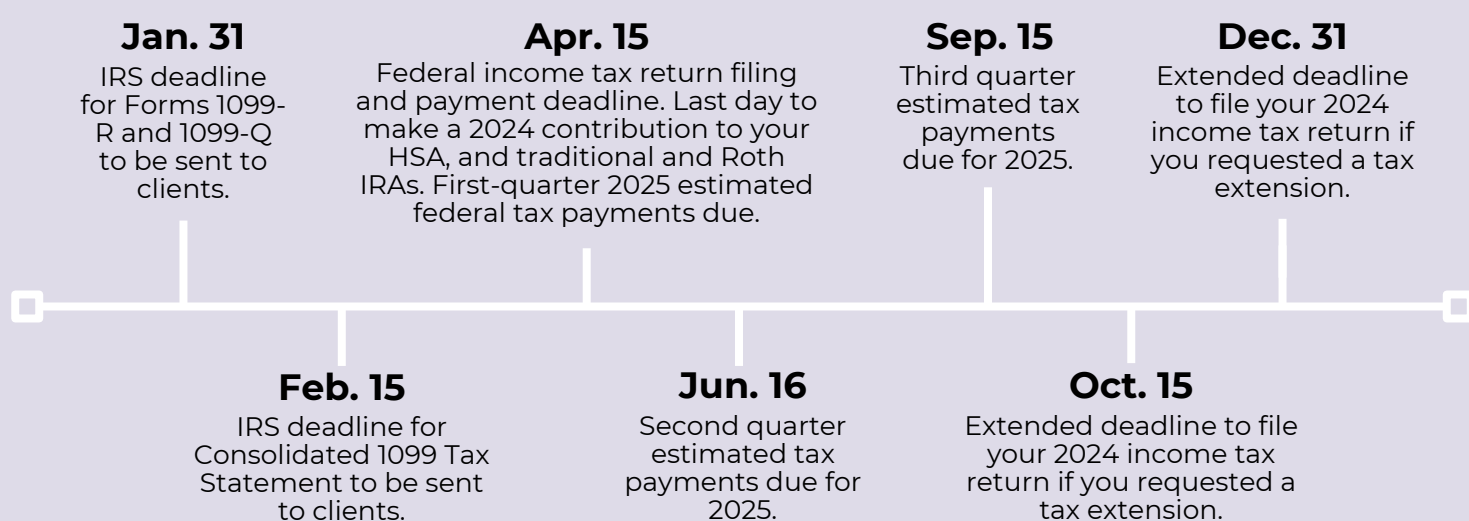 Jan. 31
IRS deadline
for Forms 1099-
R and 1099-Q
to be sent to
clients.
Apr. 15
Federal income tax return filing
and payment deadline. Last day to
make a 2024 contribution to your
HSA, and traditional and Roth
IRAs. First-quarter 2025 estimated
federal tax payments due.
Sep. 15
Third quarter
estimated tax
payments
due for 2025.
Dec. 31
Extended deadline
to file your 2024
income tax return if
you requested a tax
extension.
Feb. 15
IRS deadline for
Consolidated 1099 Tax
Statement to be sent
to clients.
Jun. 16
Second quarter
estimated tax
payments due for
2025.
Oct. 15
Extended deadline to file
your 2024 income tax
return if you requested a
tax extension.